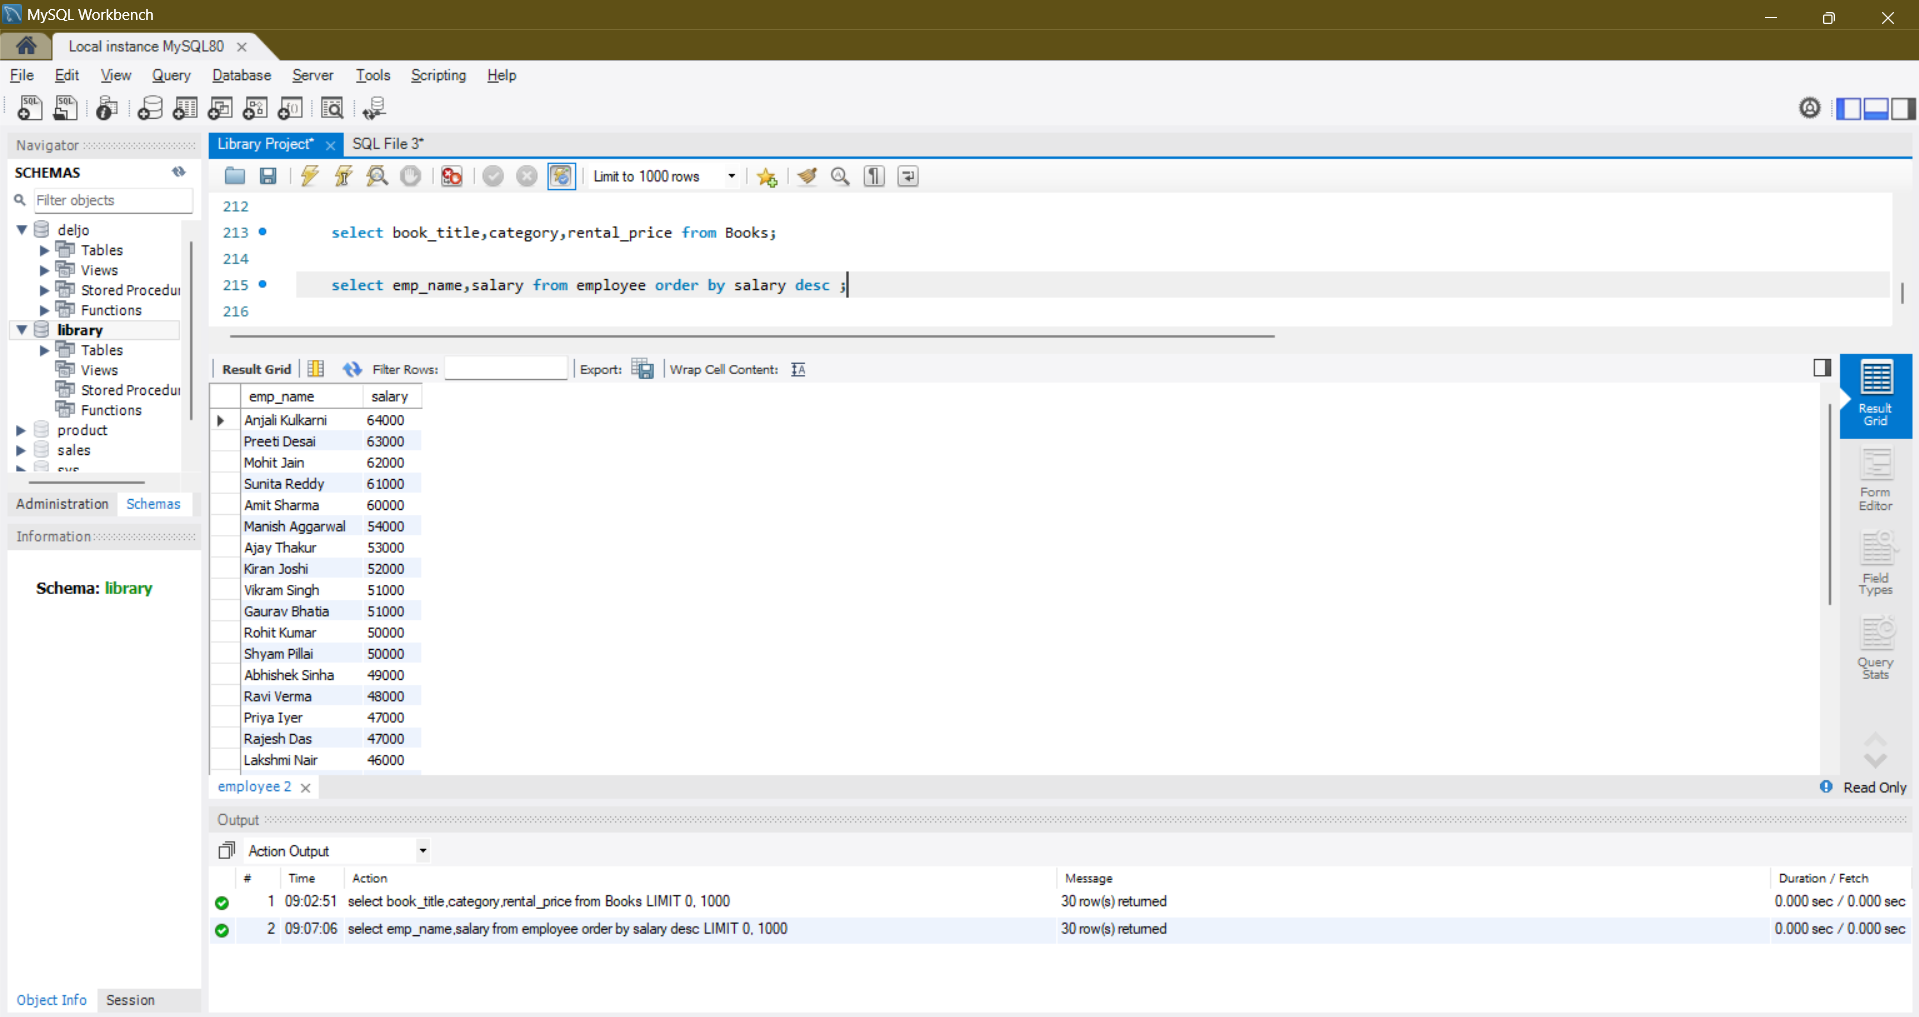 MySQL Workbench
Local instance MySQL80
File Edit View Query Database Server Tools Scripting Help
Navigator
SCHEMAS
Filter objects
deljo
Tables
Views
Stored Procedu
Functions
library
Tables
Views
Stored Procedu
Functions
product
sales
sys
Administration Schemas
Information
Schema: library
Object Info Session
Library Project* SQL File 3*
Limit to 1000 rows
212
213 select book_title,category,rental_price from Books;
214
215 select emp_name,salary from employee order by salary desc ;
216
Result Grid Filter Rows: Export: Wrap Cell Content:
emp_name salary
Anjali Kulkarni 64000
Preeti Desai 63000
Mohit Jain 62000
Sunita Reddy 61000
Amit Sharma 60000
Manish Aggarwal 54000
Ajay Thakur 53000
Kiran Joshi 52000
Vikram Singh 51000
Gaurav Bhatia 51000
Rohit Kumar 50000
Shyam Pillai 50000
Abhishek Sinha 49000
Ravi Verma 48000
Priya Iyer 47000
Rajesh Das 47000
Lakshmi Nair 46000
Result
Grid
Form
Editor
Field
Types
Query
Stats
employee 2
Read Only
Output
Action Output
# Time Action Message Duration / Fetch
1 09:02:51 select book_title,category,rental_price from Books LIMIT 0, 1000 30 row(s) returned 0.000 sec / 0.000 sec
2 09:07:06 select emp_name,salary from employee order by salary desc LIMIT 0, 1000 30 row(s) returned 0.000 sec / 0.000 sec